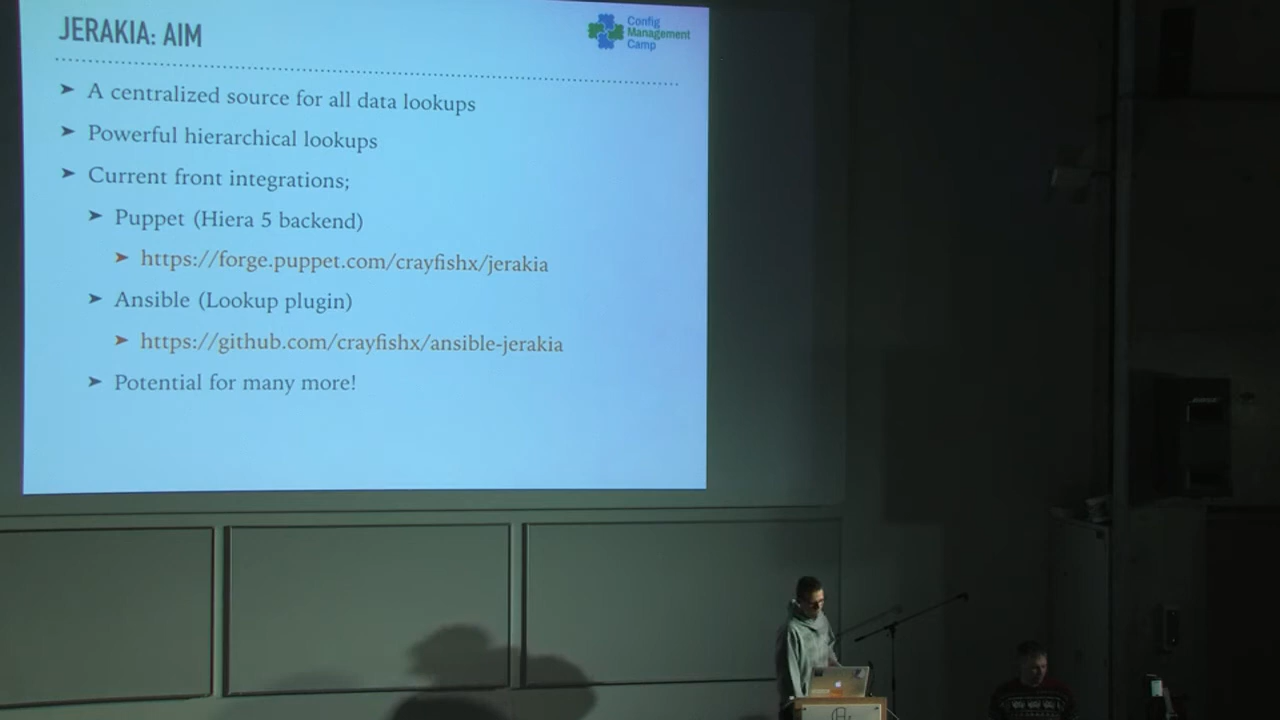 JERAKIA: AIM
Config
Management
Camp
➤ A centralized source for all data lookups
➤ Powerful hierarchical lookups
➤ Current front integrations;
➤ Puppet (Hiera 5 backend)
➤ https://forge.puppet.com/crayfishx/jerakia
➤ Ansible (Lookup plugin)
➤ https://github.com/crayfishx/ansible-jerakia
➤ Potential for many more!
BOSE